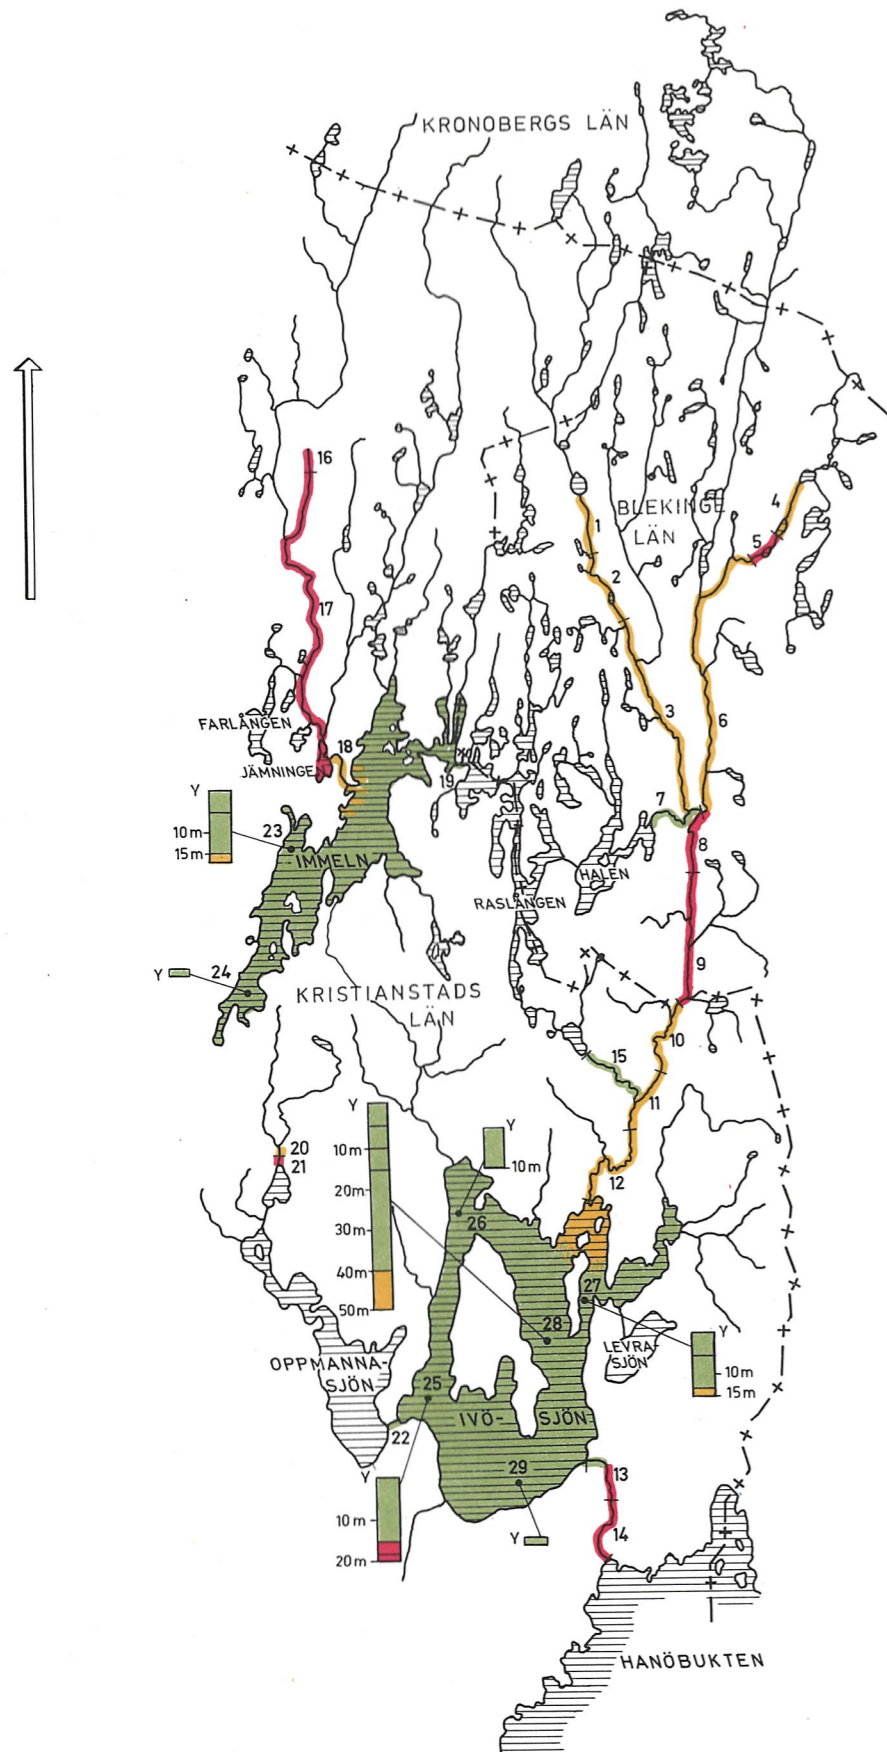 KRONOBERGS LÄN
16
BLEKINGE
LÄN
1
4
5
2
17
3
6
FARLÅNGEN
18
JÄMNINGEN
19
7
Y
10m
15m
23
IMMELN
8
HALEN
RASLÅNGEN
Y
24
9
KRISTIANSTADS
LÄN
10
15
11
Y
10m
20m
30m
40m
50m
20
21
Y
10m
12
26
27
28
LEVRA-
SJÖN
Y
10m
15m
OPPMANNA-
SJÖN
25
IVÖ-
SJÖN
22
Y
10m
20m
29
Y
13
14
HANÖBUKTEN